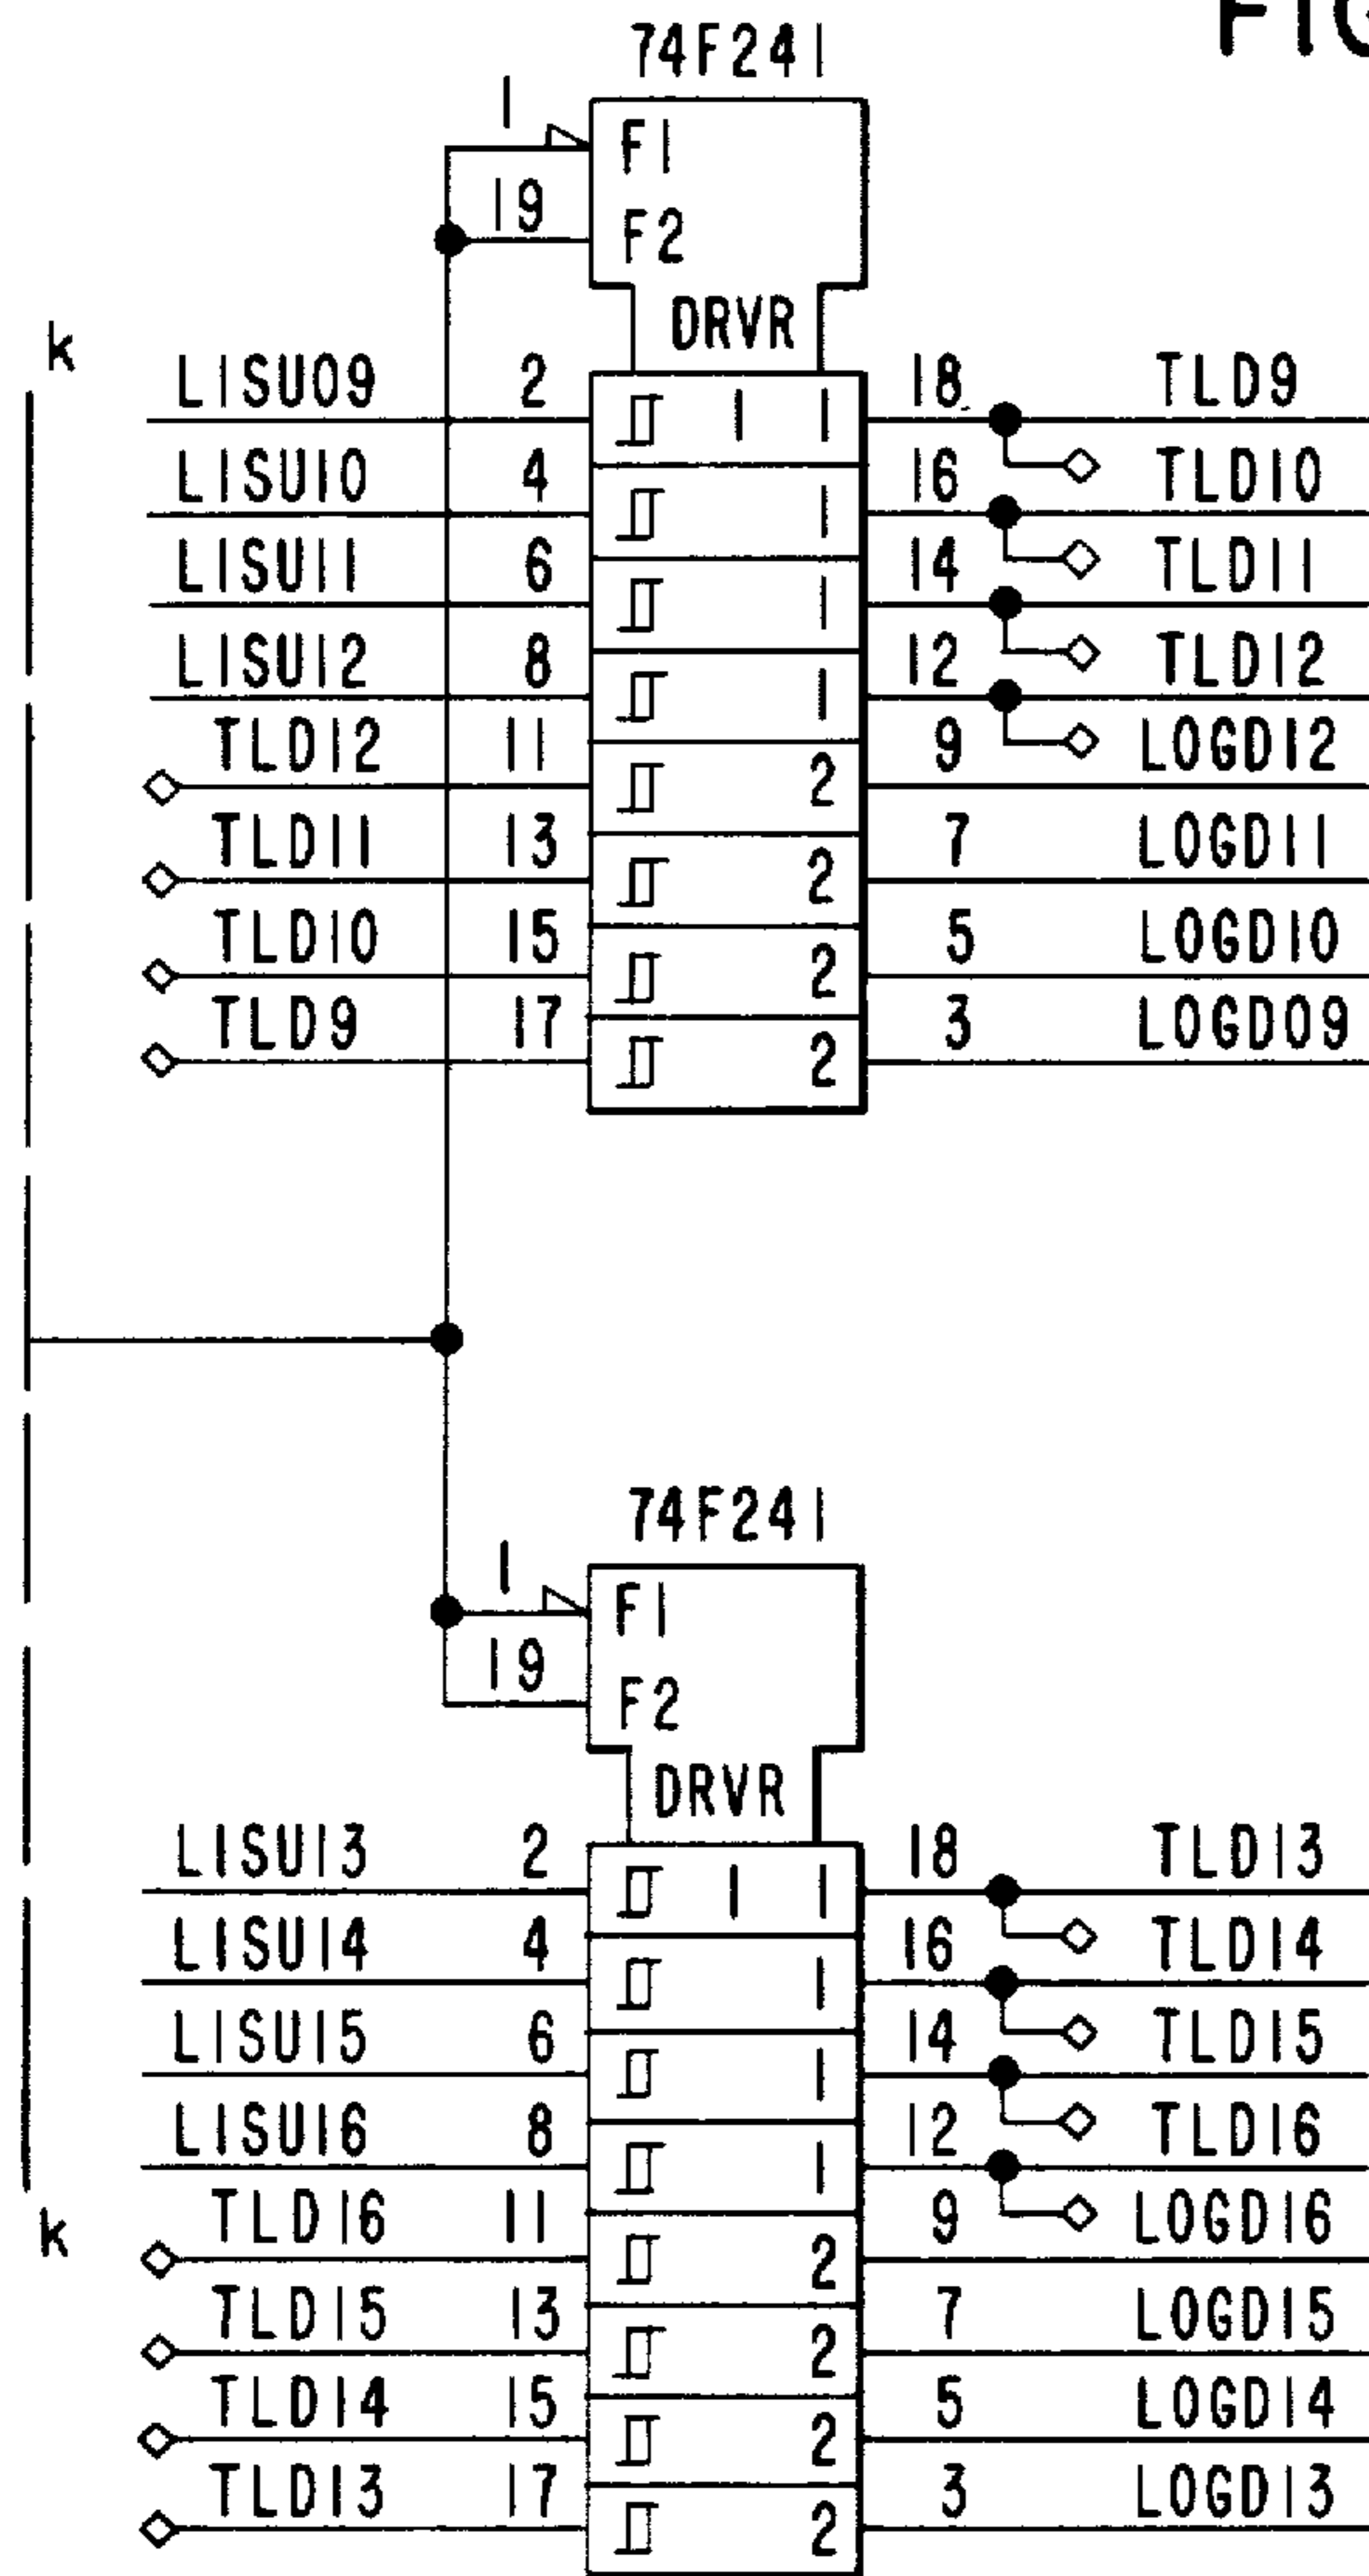 FIG
74F241
1 F1
19 F2
DRVR
k
LISU09 2 1 1 18 TLD9
LISU10 4 1 16 TLD10
LISU11 6 1 14 TLD11
LISU12 8 1 12 TLD12
TLD12 11 2 9 LOGD12
TLD11 13 2 7 LOGD11
TLD10 15 2 5 LOGD10
TLD9 17 2 3 LOGD09
74F241
1 F1
19 F2
DRVR
LISU13 2 1 1 18 TLD13
LISU14 4 1 16 TLD14
LISU15 6 1 14 TLD15
LISU16 8 1 12 TLD16
k
TLD16 11 2 9 LOGD16
TLD15 13 2 7 LOGD15
TLD14 15 2 5 LOGD14
TLD13 17 2 3 LOGD13